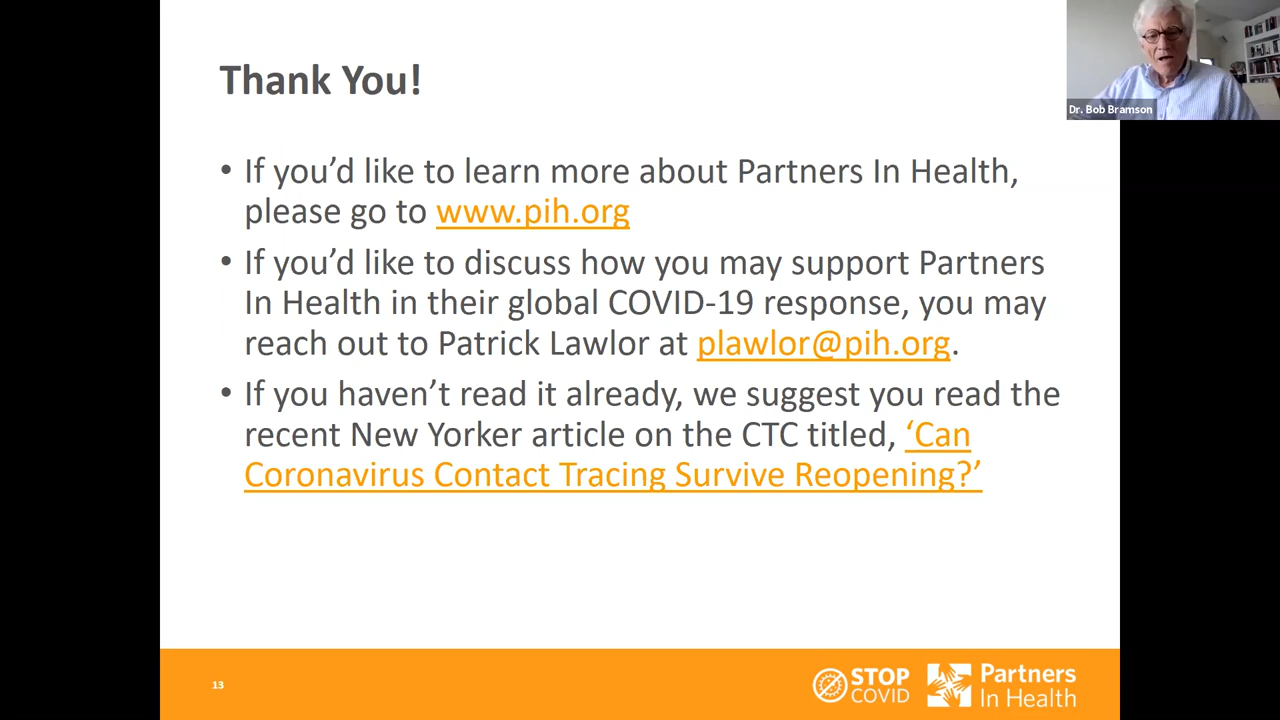 Thank You!
• If you’d like to learn more about Partners In Health,
please go to www.pih.org
• If you’d like to discuss how you may support Partners
In Health in their global COVID-19 response, you may
reach out to Patrick Lawlor at plawlor@pih.org.
• If you haven’t read it already, we suggest you read the
recent New Yorker article on the CTC titled, ‘Can
Coronavirus Contact Tracing Survive Reopening?’
Dr. Bob Bramson
13
STOP
COVID
Partners
In Health